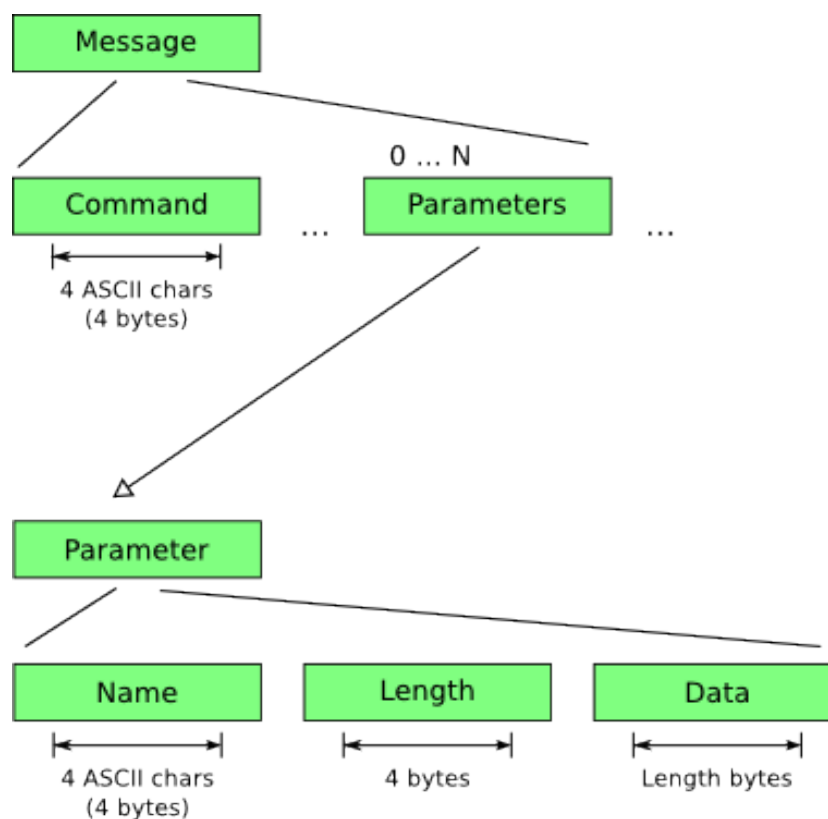 Message
0 ... N
Command
...
Parameters
...
4 ASCII chars
(4 bytes)
Parameter
Name
Length
Data
4 ASCII chars
(4 bytes)
4 bytes
Length bytes